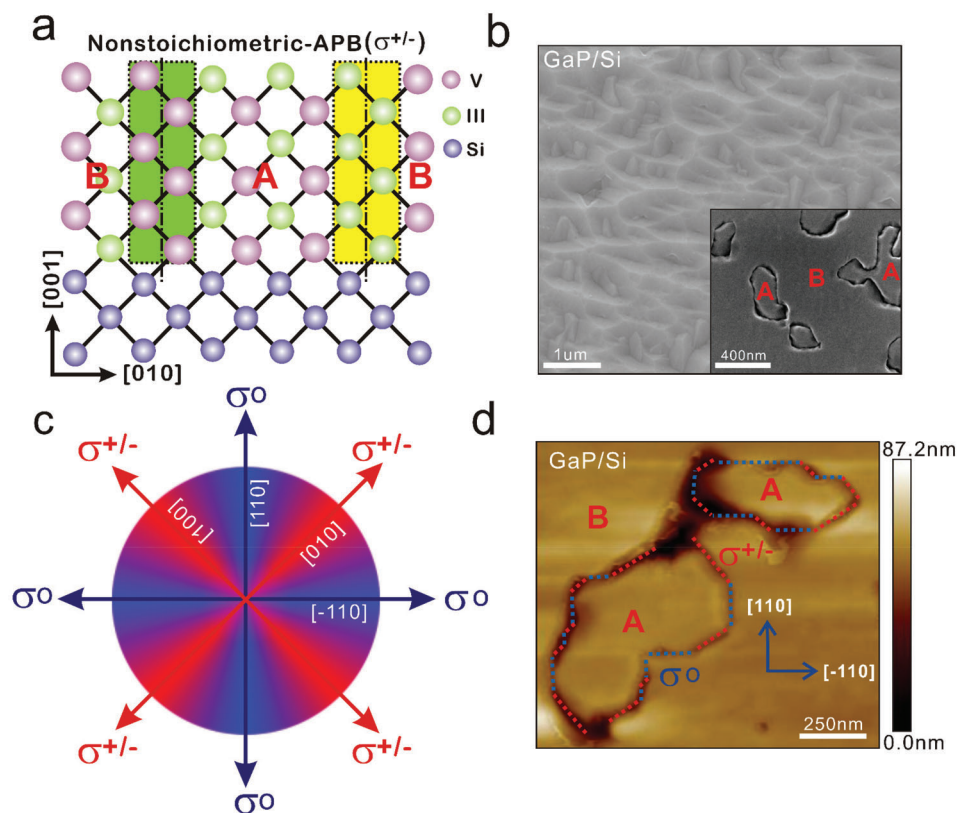 a
Nonstoichiometric-APB(σ+/-)
V
III
Si
B
A
B
[001]
[010]
b
GaP/Si
1um
A
B
A
400nm
c
σo
σ+/-
σ+/-
[100]
[110]
[010]
σo
[-110]
σo
σ+/-
σ+/-
σo
d
GaP/Si
87.2nm
A
B
σ+/-
A
[110]
σo
[-110]
250nm
0.0nm